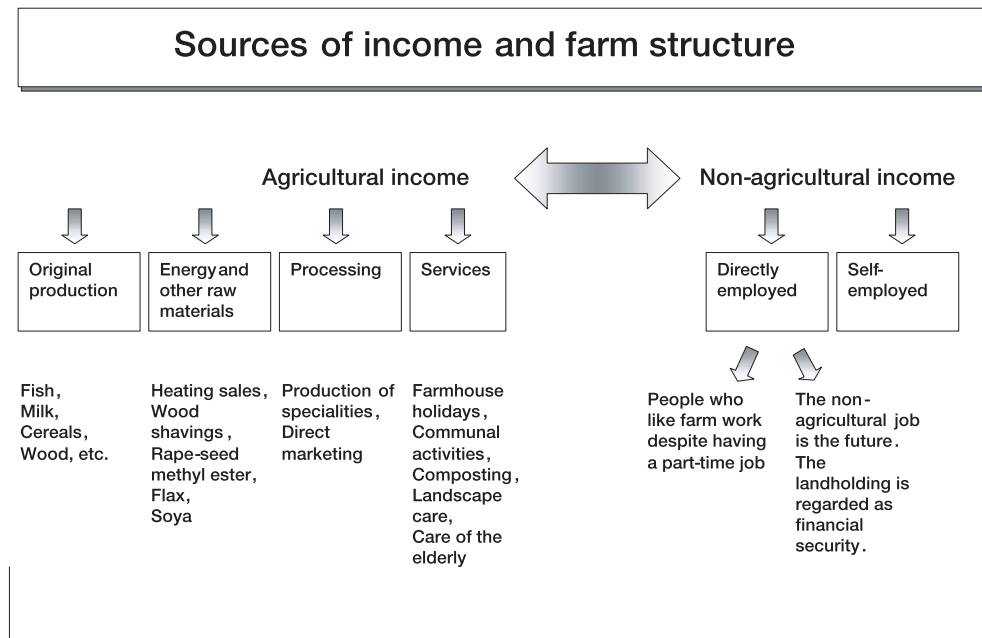 Sources of income and farm structure
Agricultural income
Non-agricultural income
Original
production
Energy and
other raw
materials
Processing
Services
Directly
employed
Self-
employed
Fish,
Milk,
Cereals,
Wood, etc.
Heating sales,
Wood
shavings,
Rape-seed
methyl ester,
Flax,
Soya
Production of
specialities,
Direct
marketing
Farmhouse
holidays,
Communal
activities,
Composting,
Landscape
care,
Care of the
elderly
People who
like farm work
despite having
a part-time job
The non-
agricultural job
is the future.
The
landholding is
regarded as
financial
security.